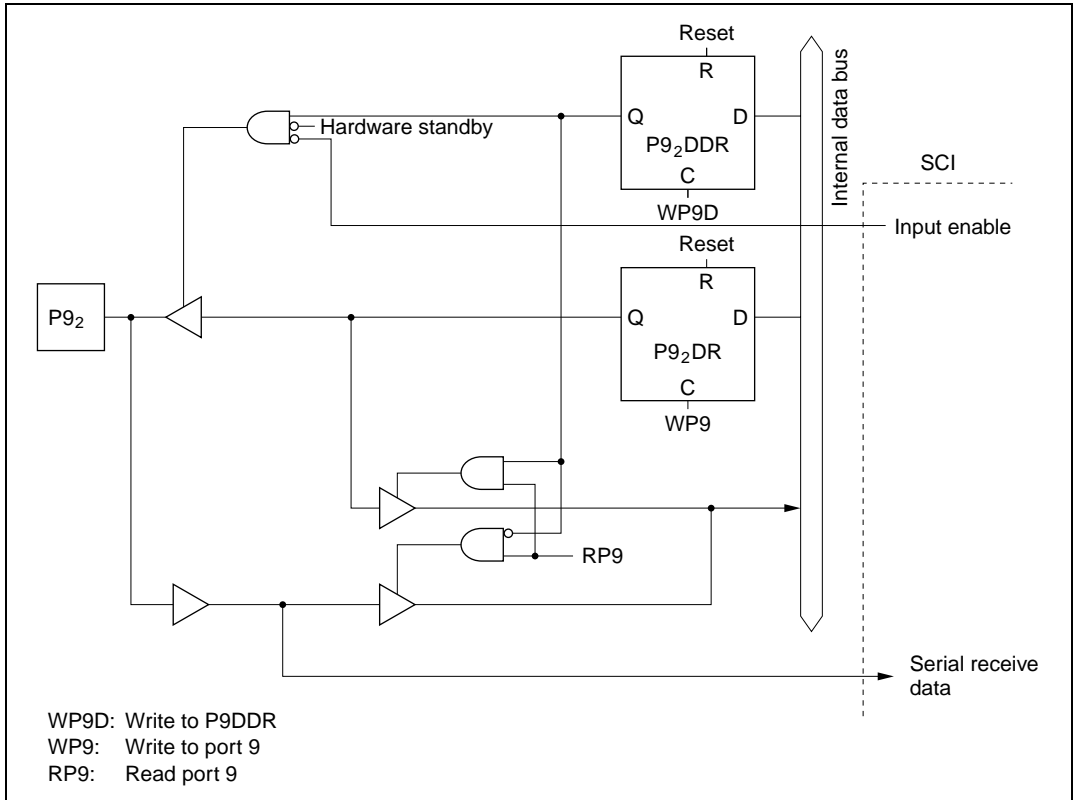 Reset
R
Q
D
P9₂DDR
C
WP9D
Hardware standby
Internal data bus
SCI
Input enable
Reset
R
Q
D
P9₂DR
C
WP9
P9₂
RP9
Serial receive
data
WP9D: Write to P9DDR
WP9: Write to port 9
RP9: Read port 9